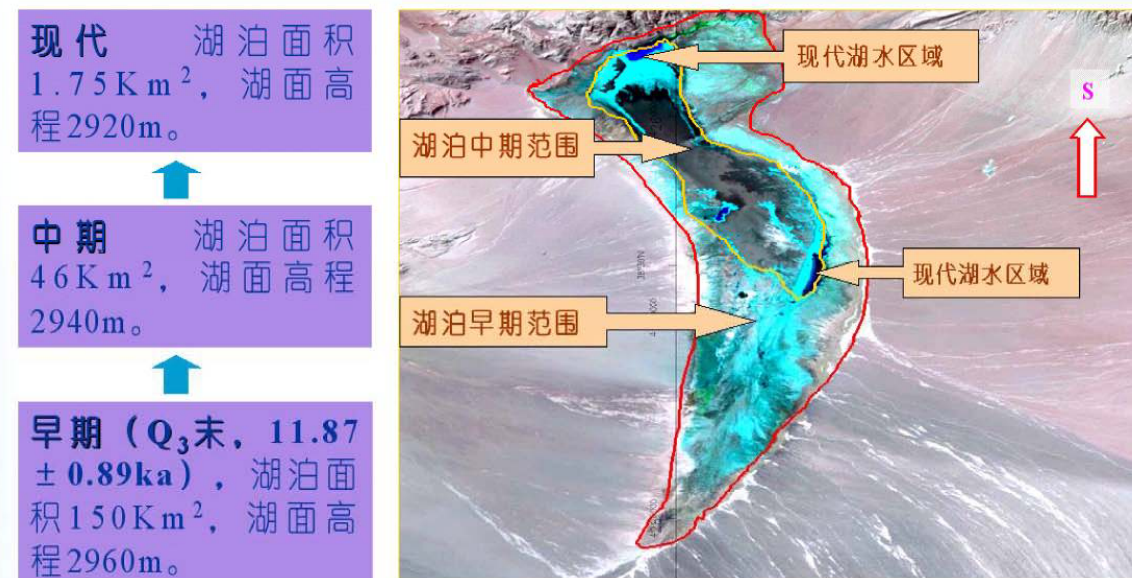 现代 湖泊面积
1.75Km²，湖面高
程2920m。
中期 湖泊面积
46Km²，湖面高程
2940m。
早期（Q₃末，11.87
±0.89ka），湖泊面
积150Km²，湖面高
程2960m。
现代湖水区域
S
湖泊中期范围
现代湖水区域
湖泊早期范围